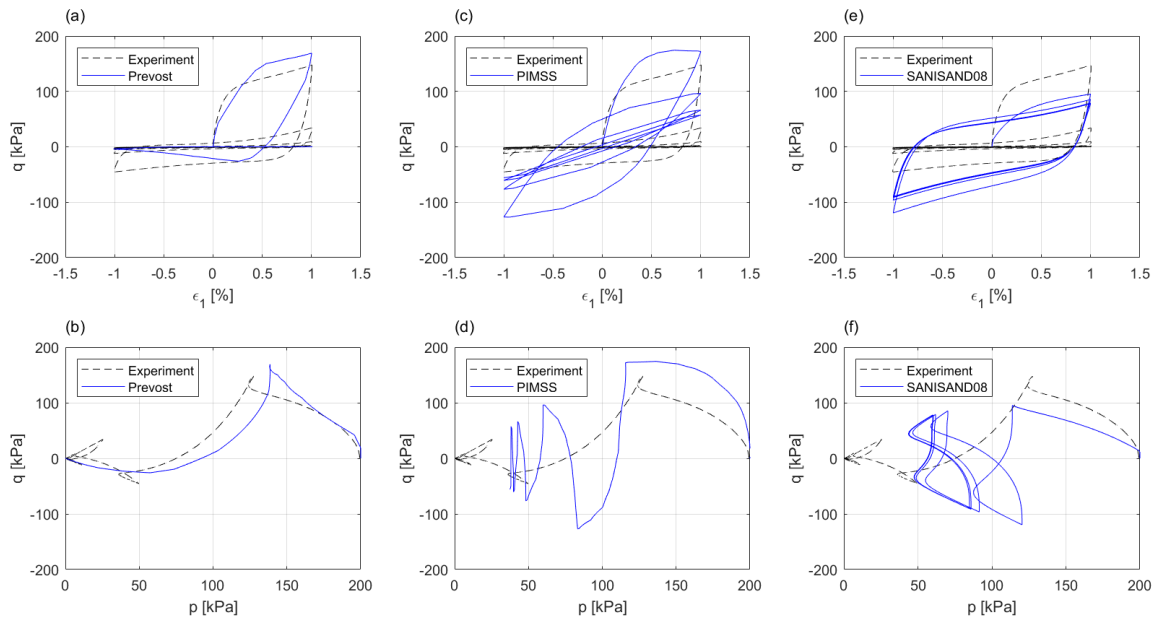 (a)
200
100
0
-100
-200
q [kPa]
Experiment
Prevost
-1.5
-1
-0.5
0
0.5
1
1.5
ϵ1 [%]
(c)
200
100
0
-100
-200
q [kPa]
Experiment
PIMSS
-1.5
-1
-0.5
0
0.5
1
1.5
ϵ1 [%]
(e)
200
100
0
-100
-200
q [kPa]
Experiment
SANISAND08
-1.5
-1
-0.5
0
0.5
1
1.5
ϵ1 [%]
(b)
200
100
0
-100
-200
q [kPa]
Experiment
Prevost
0
50
100
150
200
p [kPa]
(d)
200
100
0
-100
-200
q [kPa]
Experiment
PIMSS
0
50
100
150
200
p [kPa]
(f)
200
100
0
-100
-200
q [kPa]
Experiment
SANISAND08
0
50
100
150
200
p [kPa]